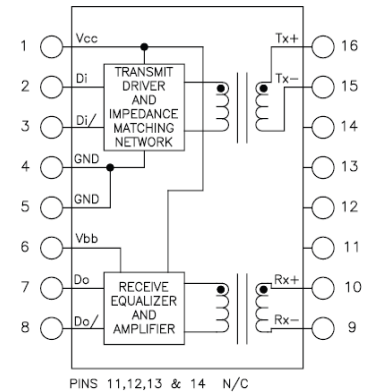 1 Vcc Tx+ 16
2 Di Tx- 15
3 Di/ 14
4 GND 13
5 GND 12
6 Vbb 11
7 Do Rx+ 10
8 Do/ Rx- 9
TRANSMIT
DRIVER
AND
IMPEDANCE
MATCHING
NETWORK
RECEIVE
EQUALIZER
AND
AMPLIFIER
PINS 11,12,13 & 14 N/C